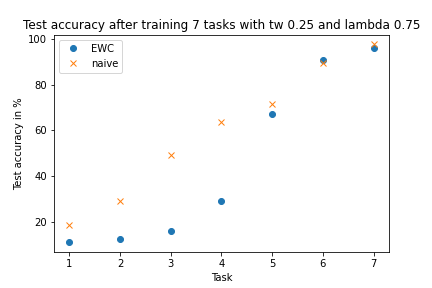 Test accuracy after training 7 tasks with tw 0.25 and lambda 0.75
100
80
60
40
20
Test accuracy in %
EWC
naive
1 2 3 4 5 6 7
Task